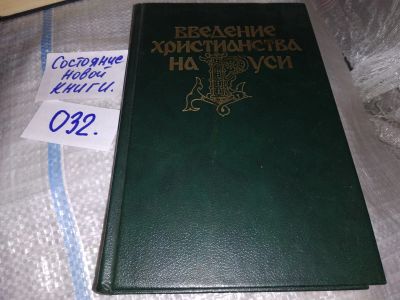 Состояние
новой
книги.
032.
ВВЕДЕНИЕ
ХРИСТИАНСТВА
НА РУСИ